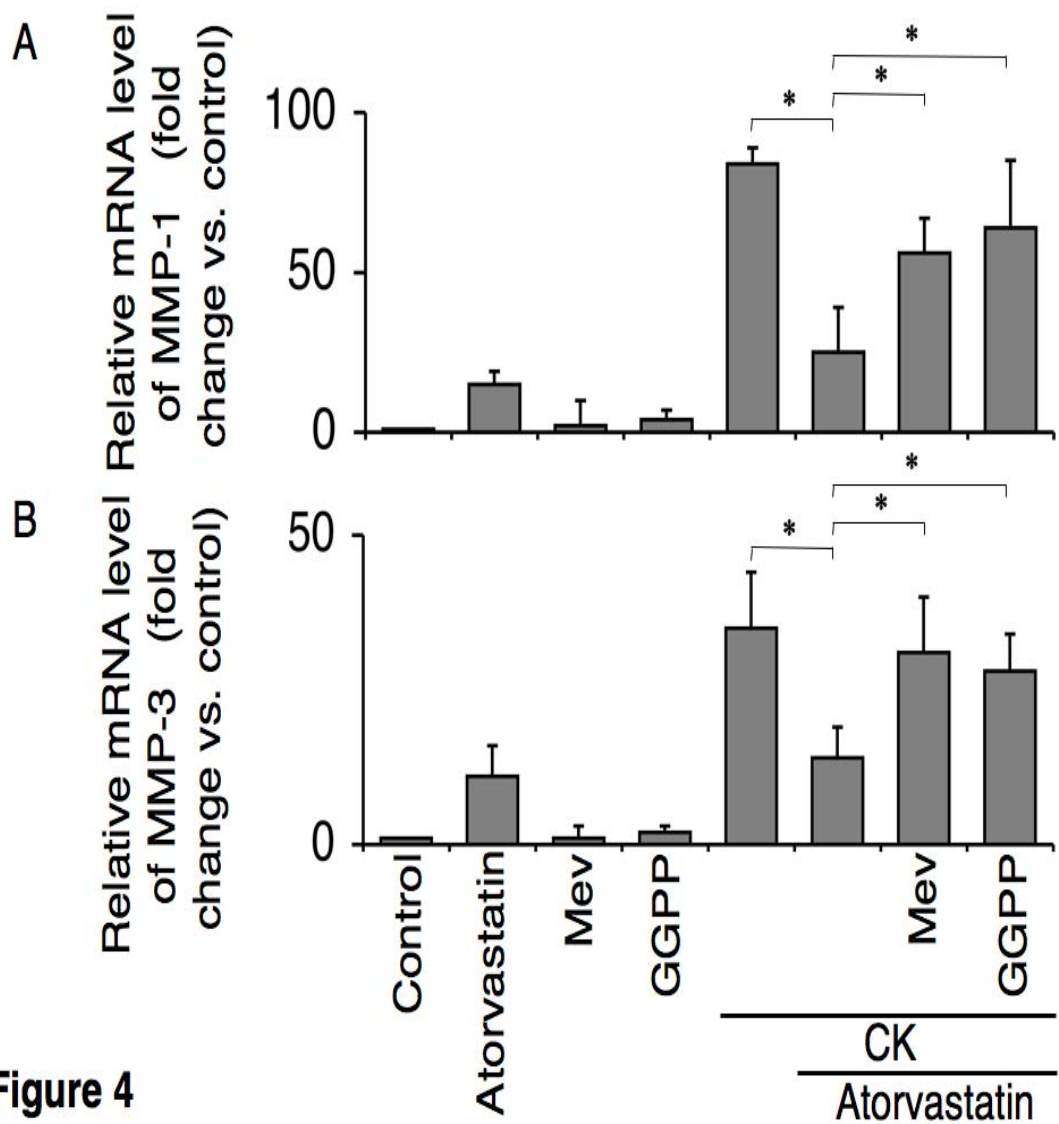 A
Relative mRNA level
of MMP-1 (fold
change vs. control)
100
50
0
*
*
*
B
Relative mRNA level
of MMP-3 (fold
change vs. control)
50
0
*
*
*
Control
Atorvastatin
Mev
GGPP
Mev
GGPP
CK
Atorvastatin
Figure 4